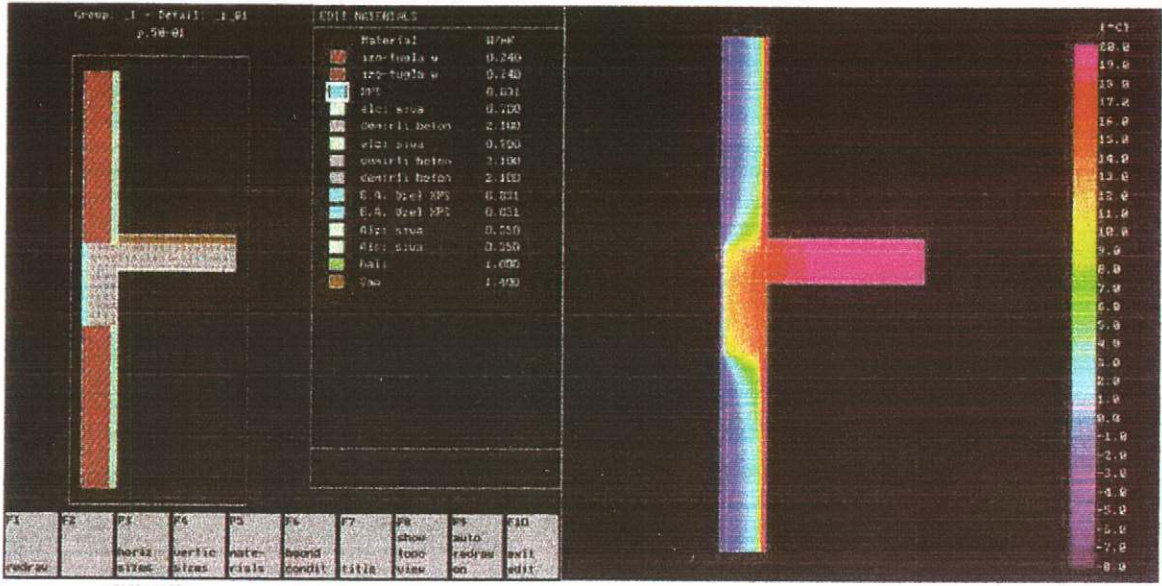 Group: _1 - Detail: _1_01
p.50-01
EDIT MATERIALS
Material W/mK
izo-tugla w 0.240
izo-tugla w 0.240
XPS 0.031
alci siva 0.700
demirli beton 2.100
alci siva 0.700
demirli beton 2.100
demirli beton 2.100
B.A. Ozel XPS 0.031
B.A. Ozel XPS 0.031
Alci siva 0.350
Alci siva 0.350
hali
Sap 1.400
F1 redraw
F2
F3 horiz sizes
F4 vertic sizes
F5 mate-rials
F6 bound condit
F7 title
F8 show topo view
F9 auto redraw on
F10 exit edit
(°C)
20.0
19.0
18.0
17.0
16.0
15.0
14.0
13.0
12.0
11.0
10.0
9.0
8.0
7.0
6.0
5.0
4.0
3.0
2.0
1.0
0.0
-1.0
-2.0
-3.0
-4.0
-5.0
-6.0
-7.0
-8.0